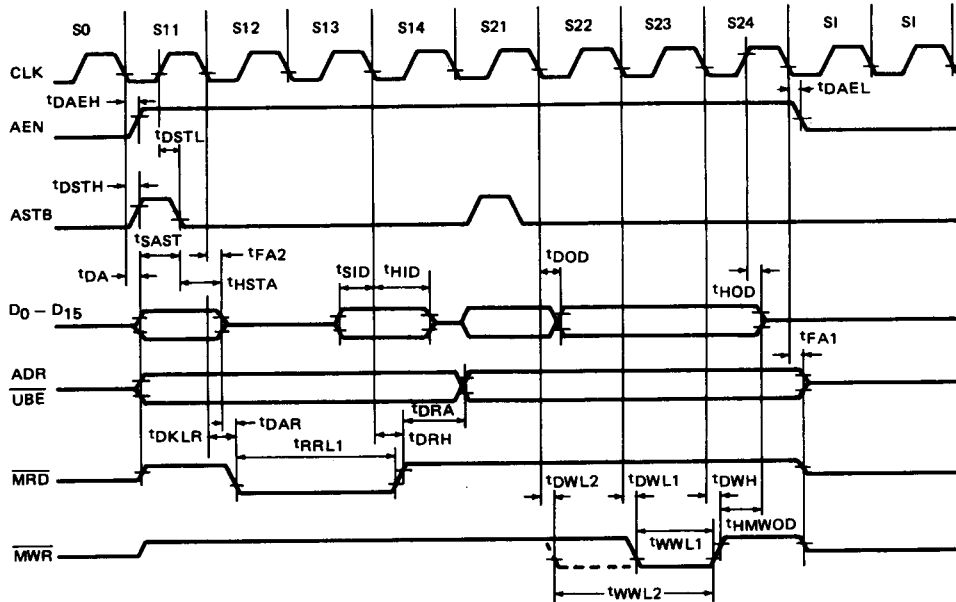 S0 S11 S12 S13 S14 S21 S22 S23 S24 SI SI
CLK
tDAEH
tDAEL
AEN
tDSTL
tDSTH
ASTB
tSAST
tFA2
tDA
tHSTA
tSID
tHID
tDOD
tHOD
D0 – D15
tFA1
ADR
UBE
tDRA
tDKLR
tDAR
tRRL1
tDRH
MRD
tDWL2
tDWL1
tDWH
tHMWOD
tWWL1
MWR
tWWL2